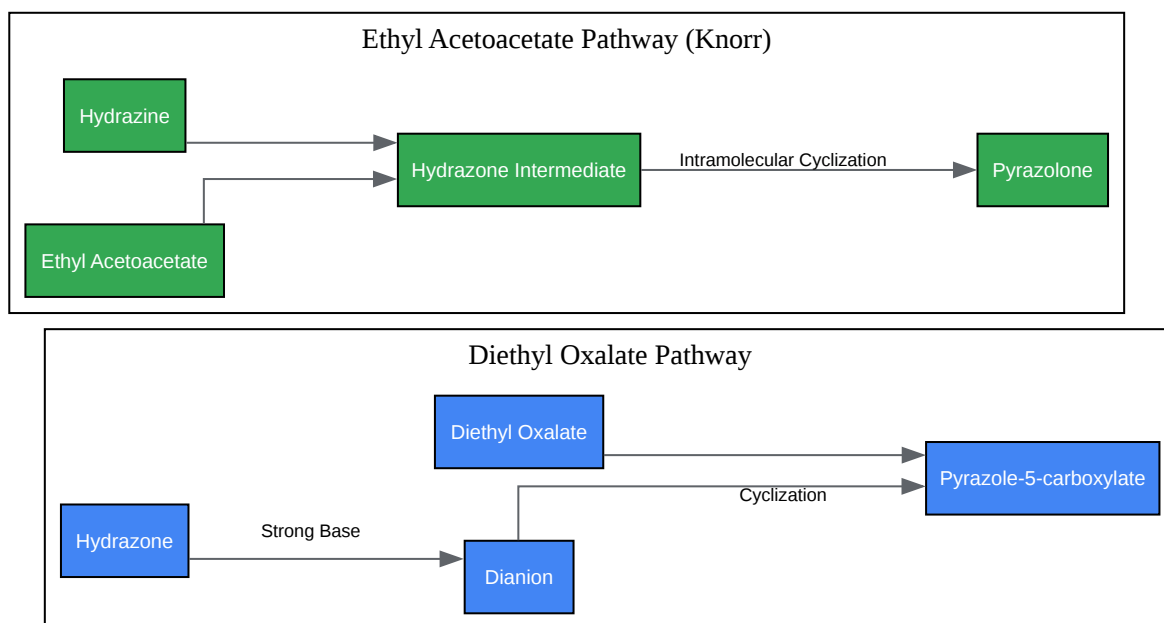 Ethyl Acetoacetate Pathway (Knorr)
Hydrazine
Hydrazone Intermediate
Intramolecular Cyclization
Pyrazolone
Ethyl Acetoacetate
Diethyl Oxalate Pathway
Diethyl Oxalate
Pyrazole-5-carboxylate
Cyclization
Hydrazone
Strong Base
Dianion